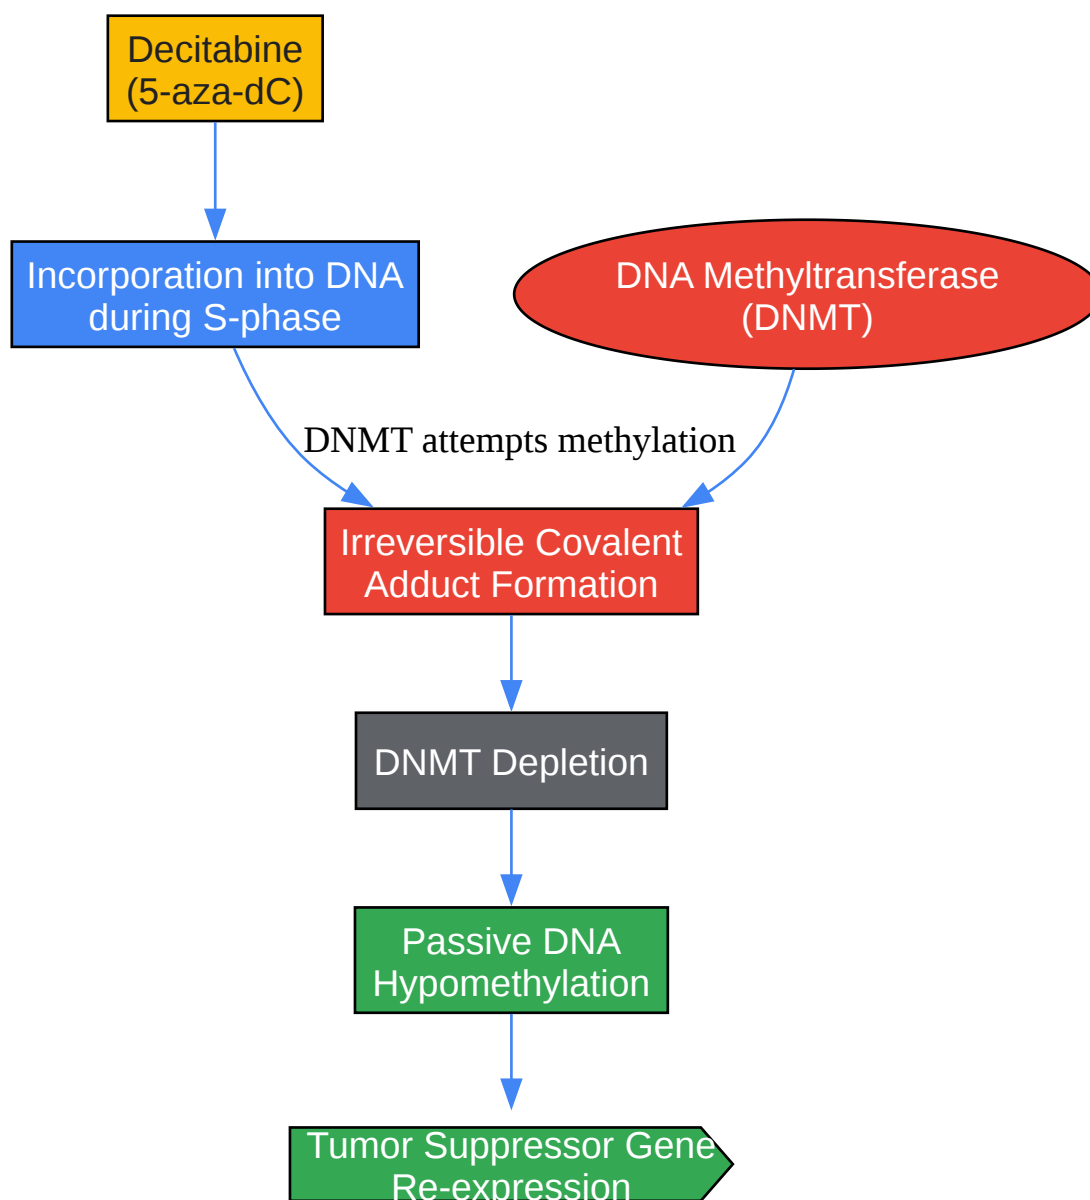 Decitabine
(5-aza-dC)
Incorporation into DNA
during S-phase
DNA Methyltransferase
(DNMT)
DNMT attempts methylation
Irreversible Covalent
Adduct Formation
DNMT Depletion
Passive DNA
Hypomethylation
Tumor Suppressor Gene
Re-expression